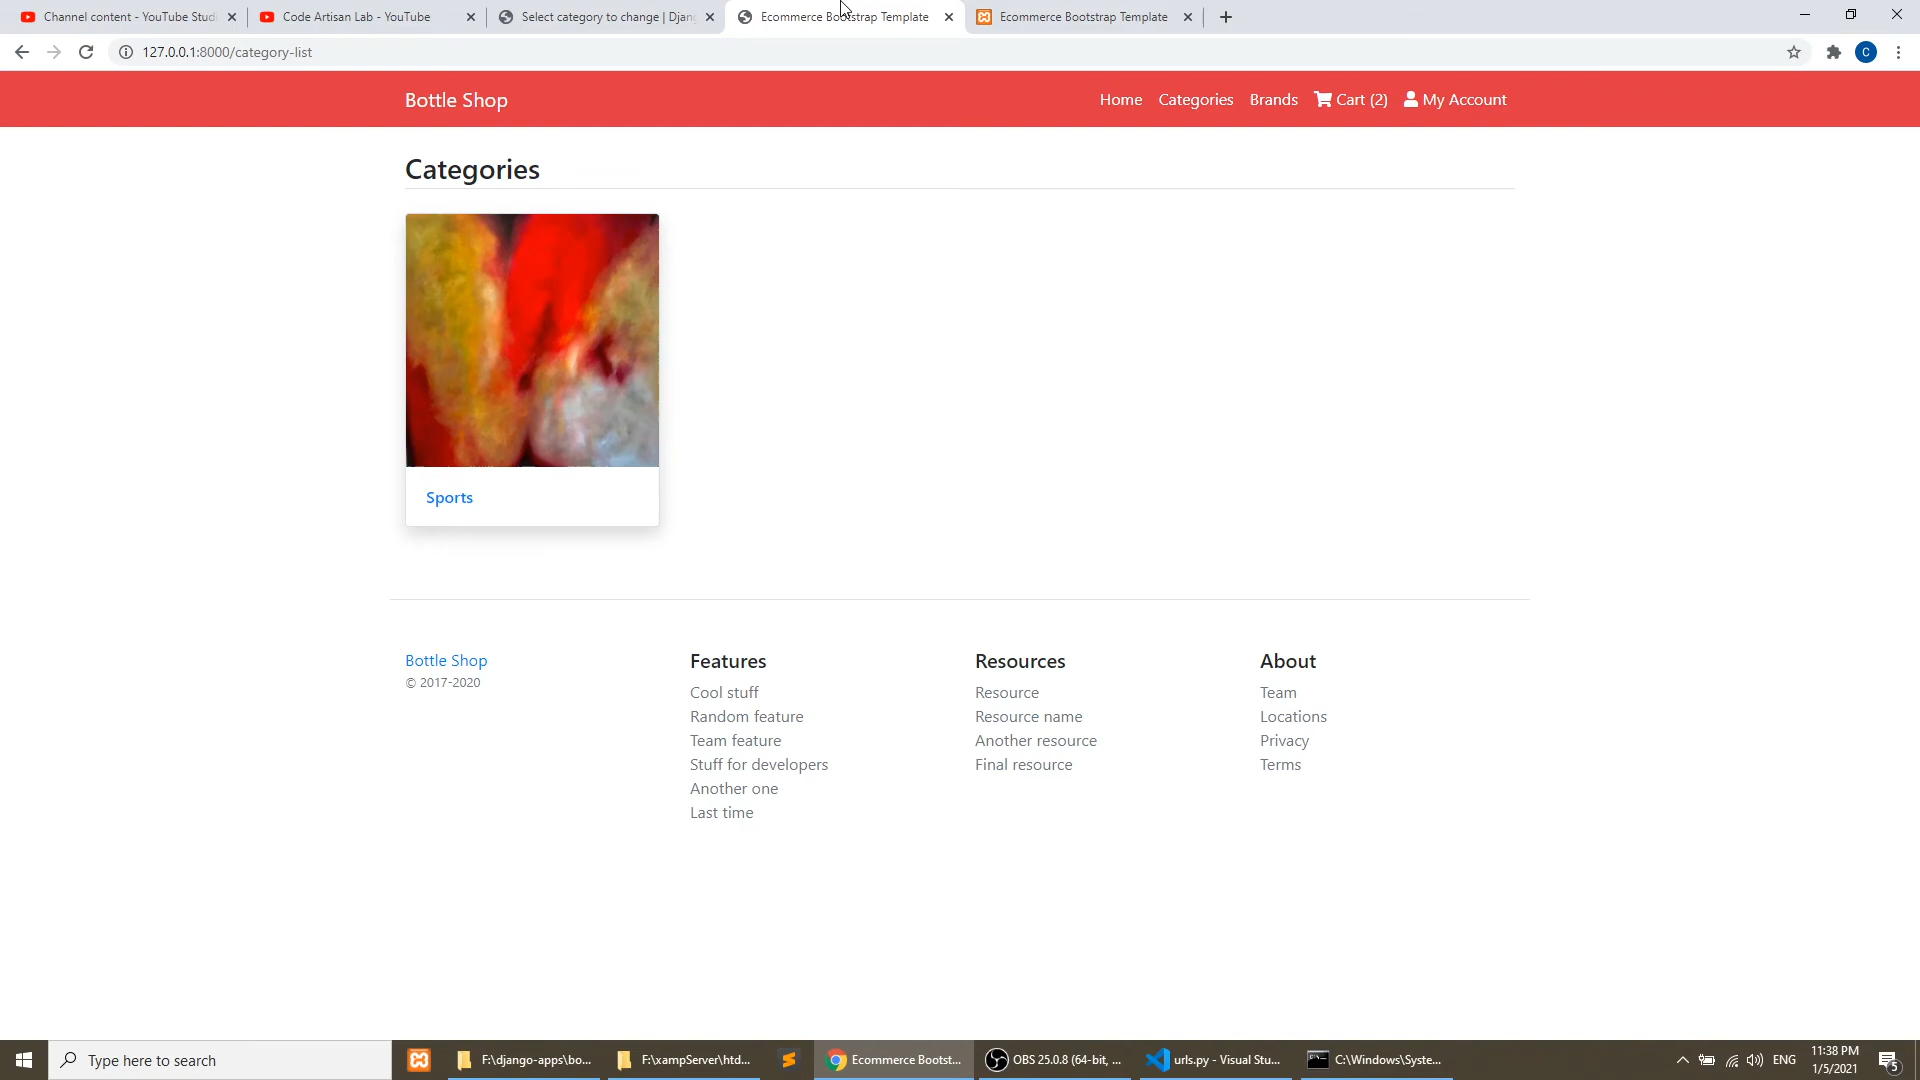 Channel content - YouTube Studi
Code Artisan Lab - YouTube
Select category to change | Djan
Ecommerce Bootstrap Template
Ecommerce Bootstrap Template
127.0.0.1:8000/category-list
C
Bottle Shop
Home
Categories
Brands
Cart (2)
My Account
Categories
Sports
Bottle Shop
© 2017-2020
Features
Cool stuff
Random feature
Team feature
Stuff for developers
Another one
Last time
Resources
Resource
Resource name
Another resource
Final resource
About
Team
Locations
Privacy
Terms
Type here to search
F:\django-apps\bo...
F:\xampServer\htd...
Ecommerce Bootst...
OBS 25.0.8 (64-bit, ...
urls.py - Visual Stu...
C:\Windows\Syste...
ENG
11:38 PM
1/5/2021
5